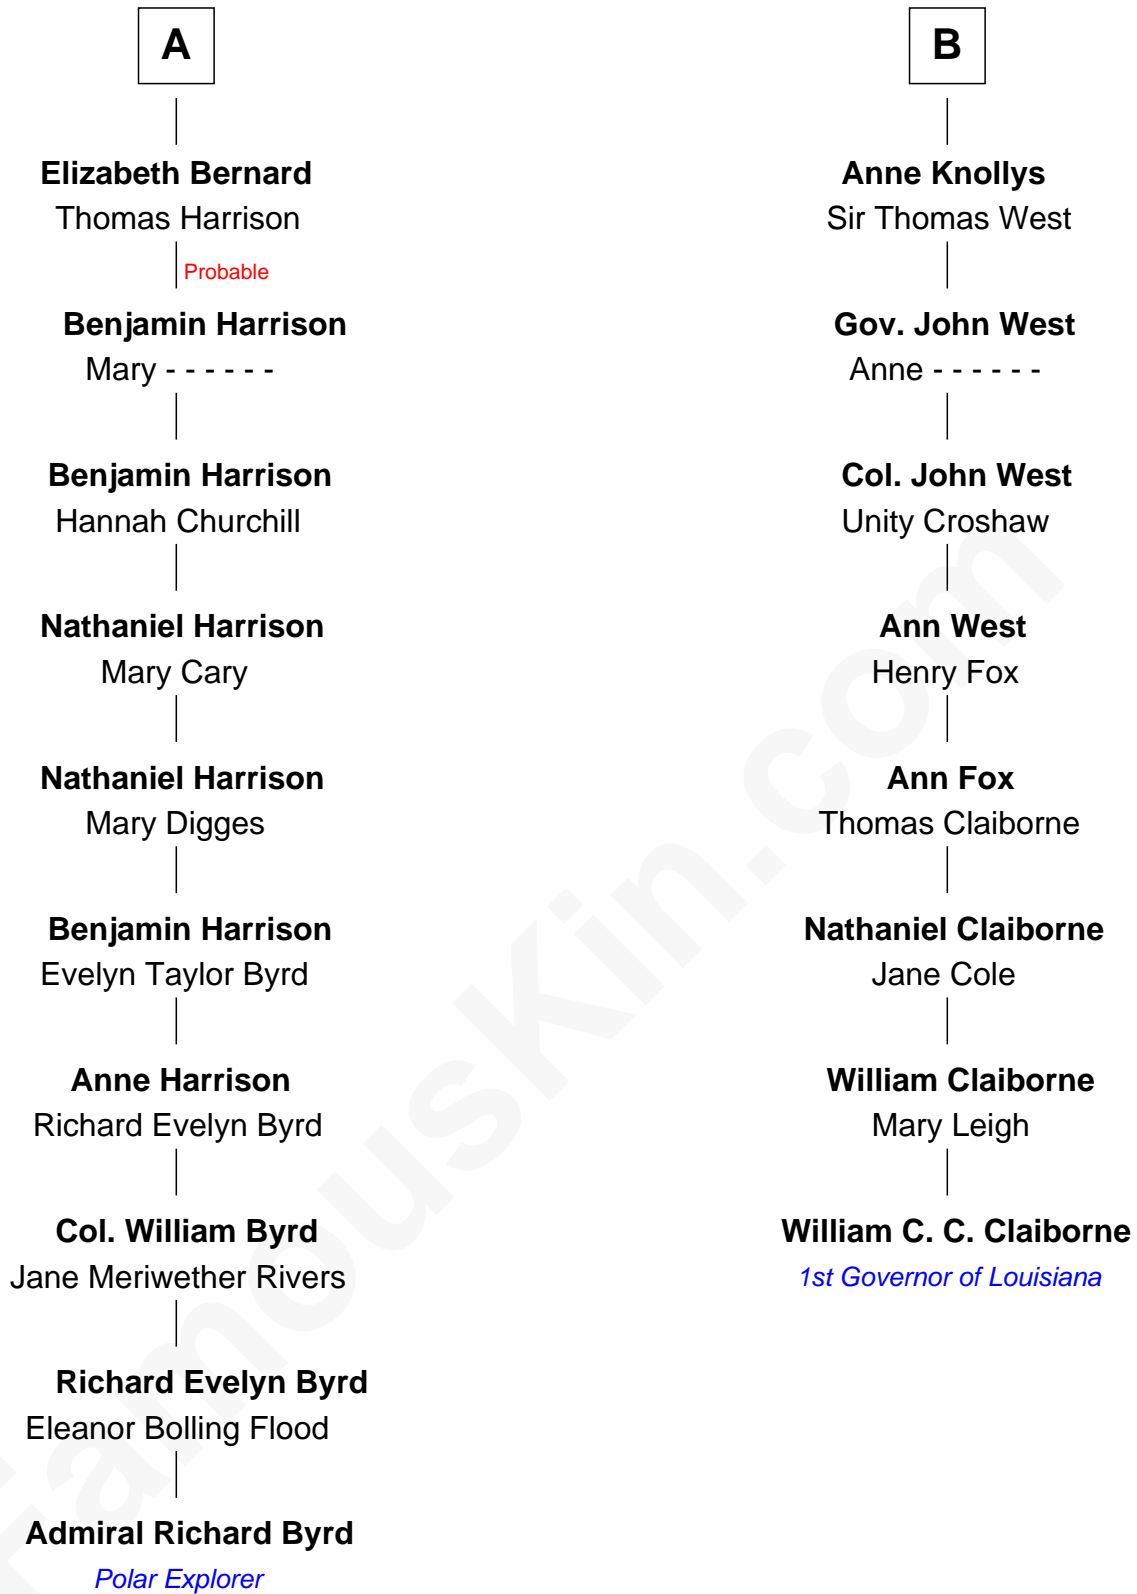 A
Elizabeth Bernard
Thomas Harrison
Probable
Benjamin Harrison
Mary - - - - - -
Benjamin Harrison
Hannah Churchill
Nathaniel Harrison
Mary Cary
Nathaniel Harrison
Mary Digges
Benjamin Harrison
Evelyn Taylor Byrd
Anne Harrison
Richard Evelyn Byrd
Col. William Byrd
Jane Meriwether Rivers
Richard Evelyn Byrd
Eleanor Bolling Flood
Admiral Richard Byrd
Polar Explorer
B
Anne Knollys
Sir Thomas West
Gov. John West
Anne - - - - - -
Col. John West
Unity Croshaw
Ann West
Henry Fox
Ann Fox
Thomas Claiborne
Nathaniel Claiborne
Jane Cole
William Claiborne
Mary Leigh
William C. C. Claiborne
1st Governor of Louisiana
FamousKin.com